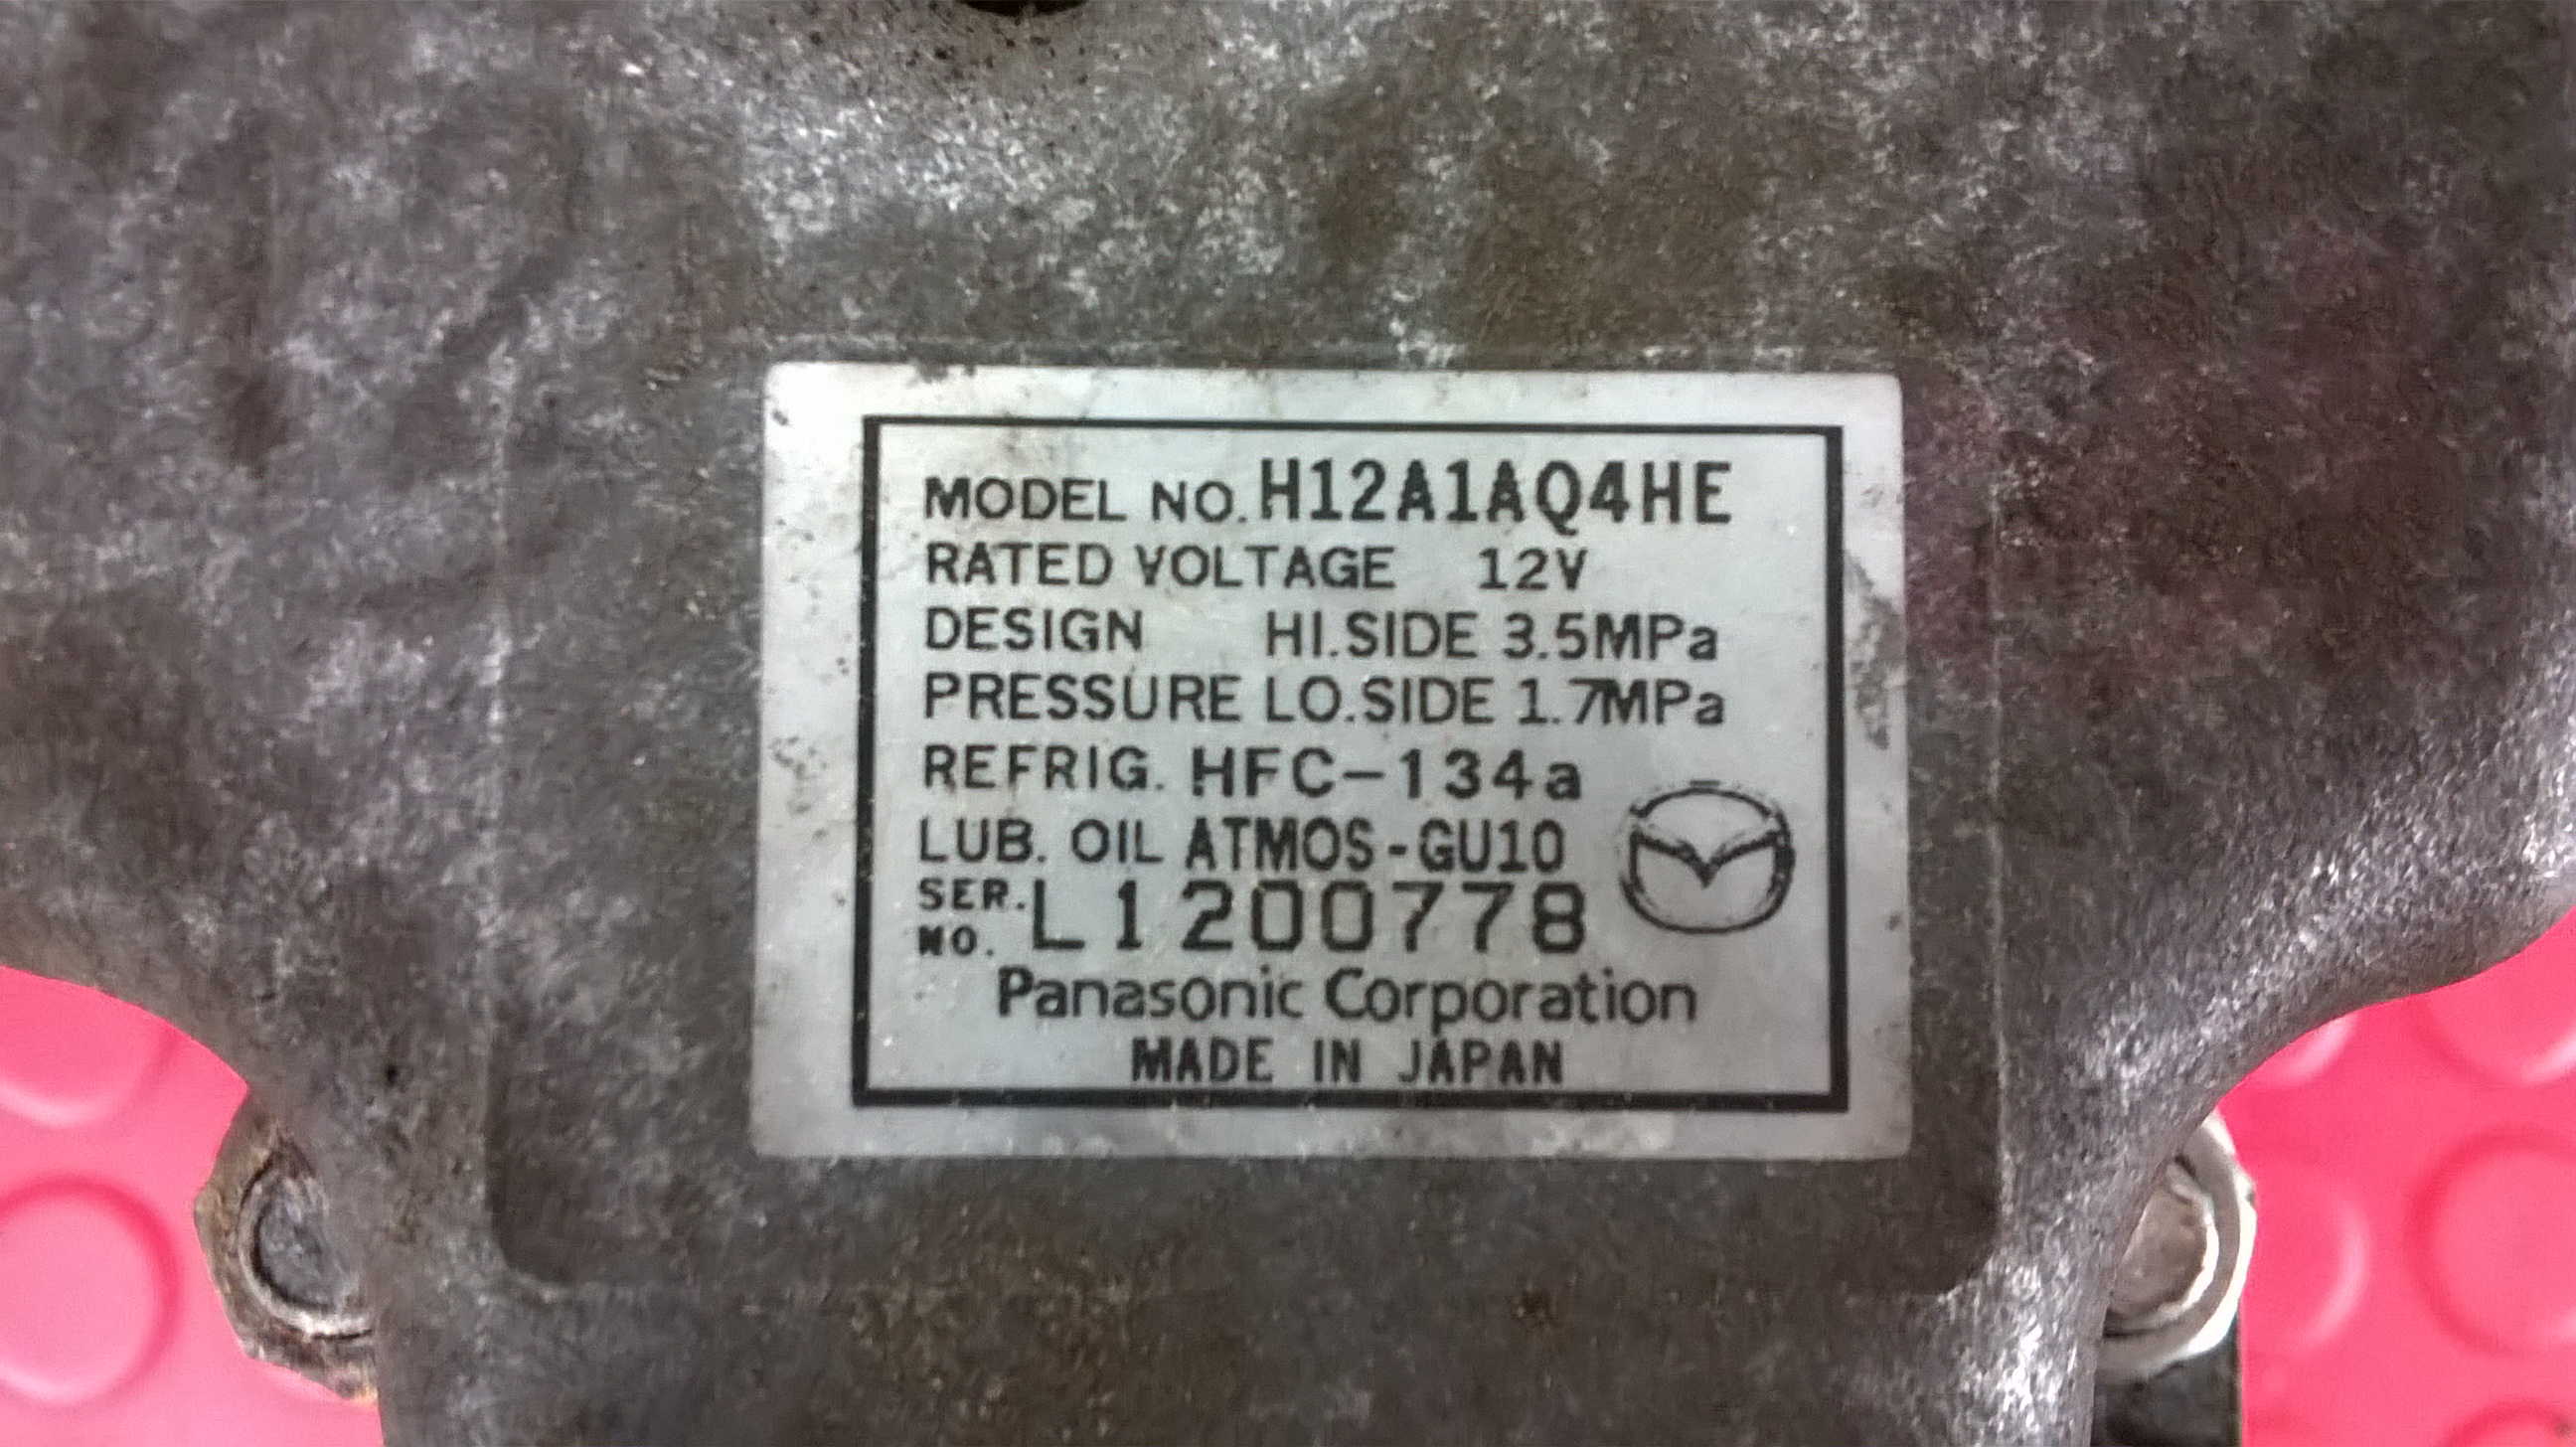 MODEL NO. H12A1AQ4HE
RATED VOLTAGE 12V
DESIGN HI.SIDE 3.5MPa
PRESSURE LO.SIDE 1.7MPa
REFRIG. HFC-134a
LUB. OIL ATMOS-GU10
SER. NO. L1200778
Panasonic Corporation
MADE IN JAPAN